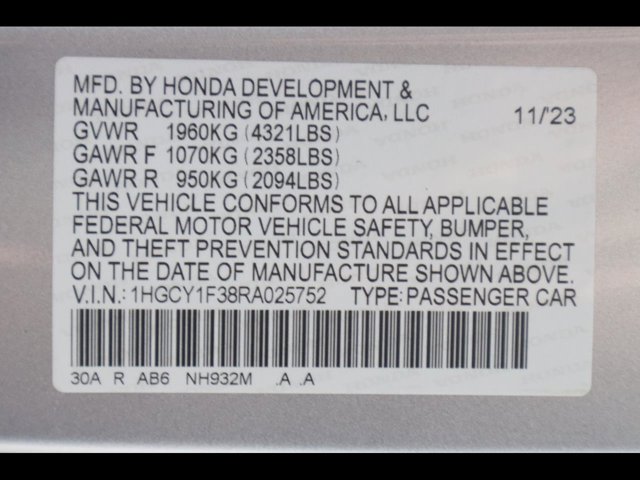 MFD. BY HONDA DEVELOPMENT &
MANUFACTURING OF AMERICA, LLC 11/'23
GVWR 1960KG (4321LBS)
GAWR F 1070KG (2358LBS)
GAWR R 950KG (2094LBS)
THIS VEHICLE CONFORMS TO ALL APPLICABLE
FEDERAL MOTOR VEHICLE SAFETY, BUMPER,
AND THEFT PREVENTION STANDARDS IN EFFECT
ON THE DATE OF MANUFACTURE SHOWN ABOVE.
V.I.N.: 1HGCY1F38RA025752 TYPE: PASSENGER CAR
30A R AB6 NH932M .A .A